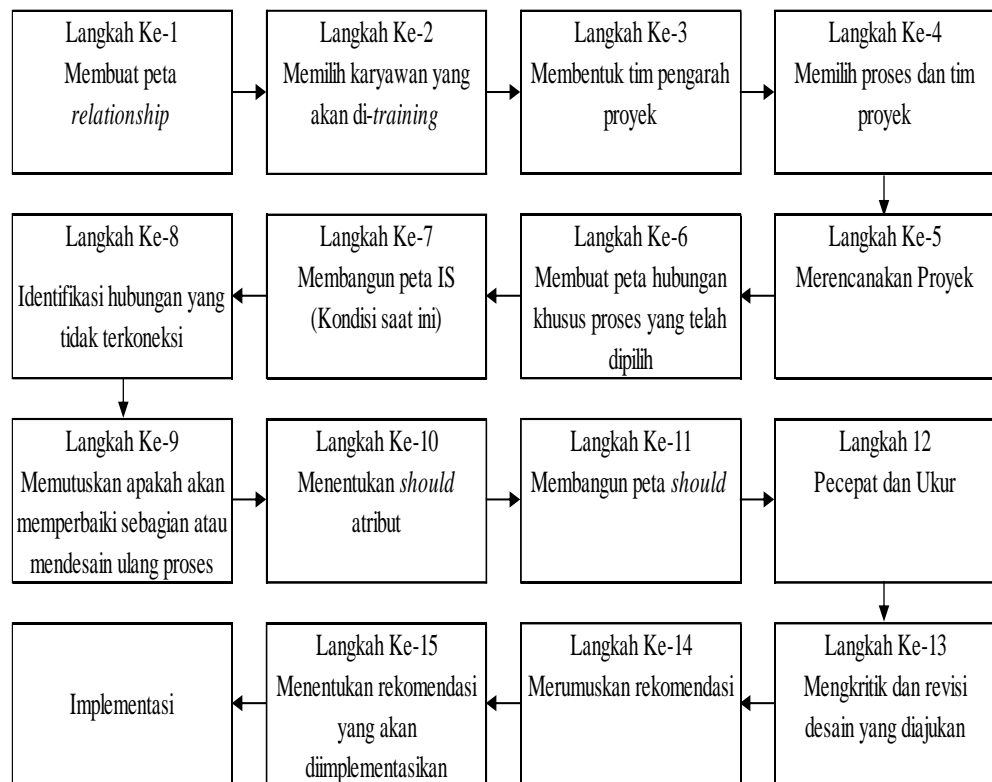 Langkah Ke-1
Membuat peta
relationship
Langkah Ke-2
Memilih karyawan yang
akan di-training
Langkah Ke-3
Membentuk tim pengarah
proyek
Langkah Ke-4
Memilih proses dan tim
proyek
Langkah Ke-5
Merencanakan Proyek
Langkah Ke-6
Membuat peta hubungan
khusus proses yang telah
dipilih
Langkah Ke-7
Membangun peta IS
(Kondisi saat ini)
Langkah Ke-8
Identifikasi hubungan yang
tidak terkoneksi
Langkah Ke-9
Memutuskan apakah akan
memperbaiki sebagian atau
mendesain ulang proses
Langkah Ke-10
Menentukan should
atribut
Langkah Ke-11
Membangun peta should
Langkah 12
Pecepat dan Ukur
Langkah Ke-13
Mengkritik dan revisi
desain yang diajukan
Langkah Ke-14
Merumuskan rekomendasi
Langkah Ke-15
Menentukan rekomendasi
yang akan
diimplementasikan
Implementasi